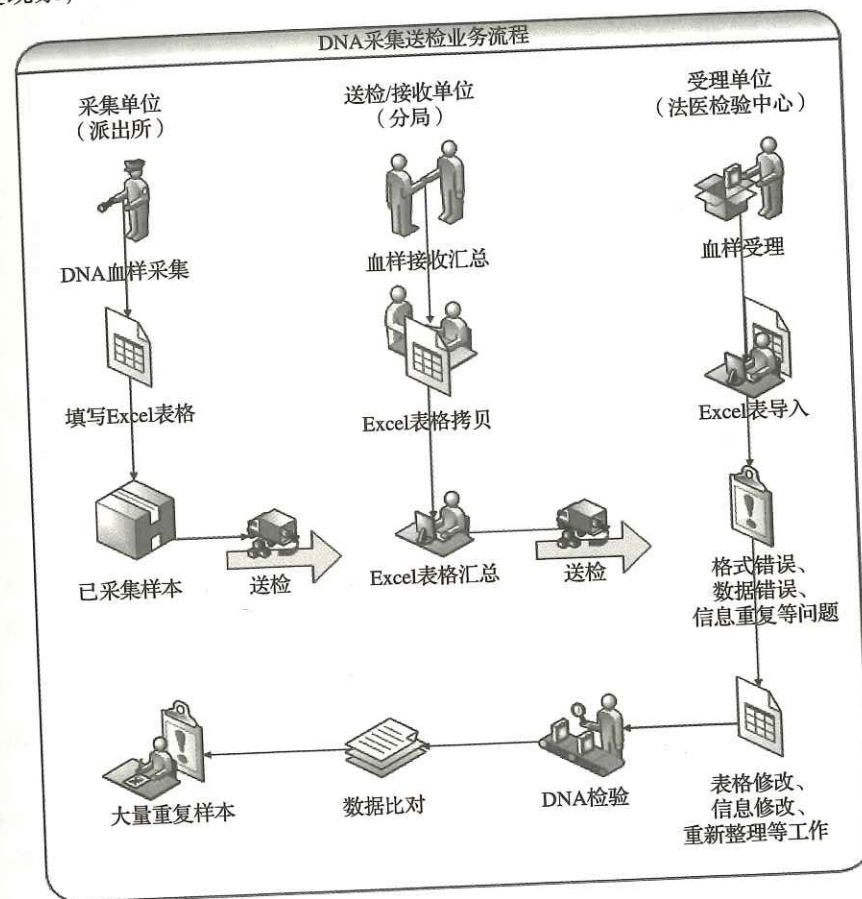 DNA采集送检业务流程
采集单位
（派出所）
送检/接收单位
（分局）
受理单位
（法医检验中心）
DNA血样采集
血样接收汇总
血样受理
填写Excel表格
Excel表格拷贝
Excel表导入
已采集样本
送检
Excel表格汇总
送检
格式错误、
数据错误、
信息重复等问题
大量重复样本
数据比对
DNA检验
表格修改、
信息修改、
重新整理等工作